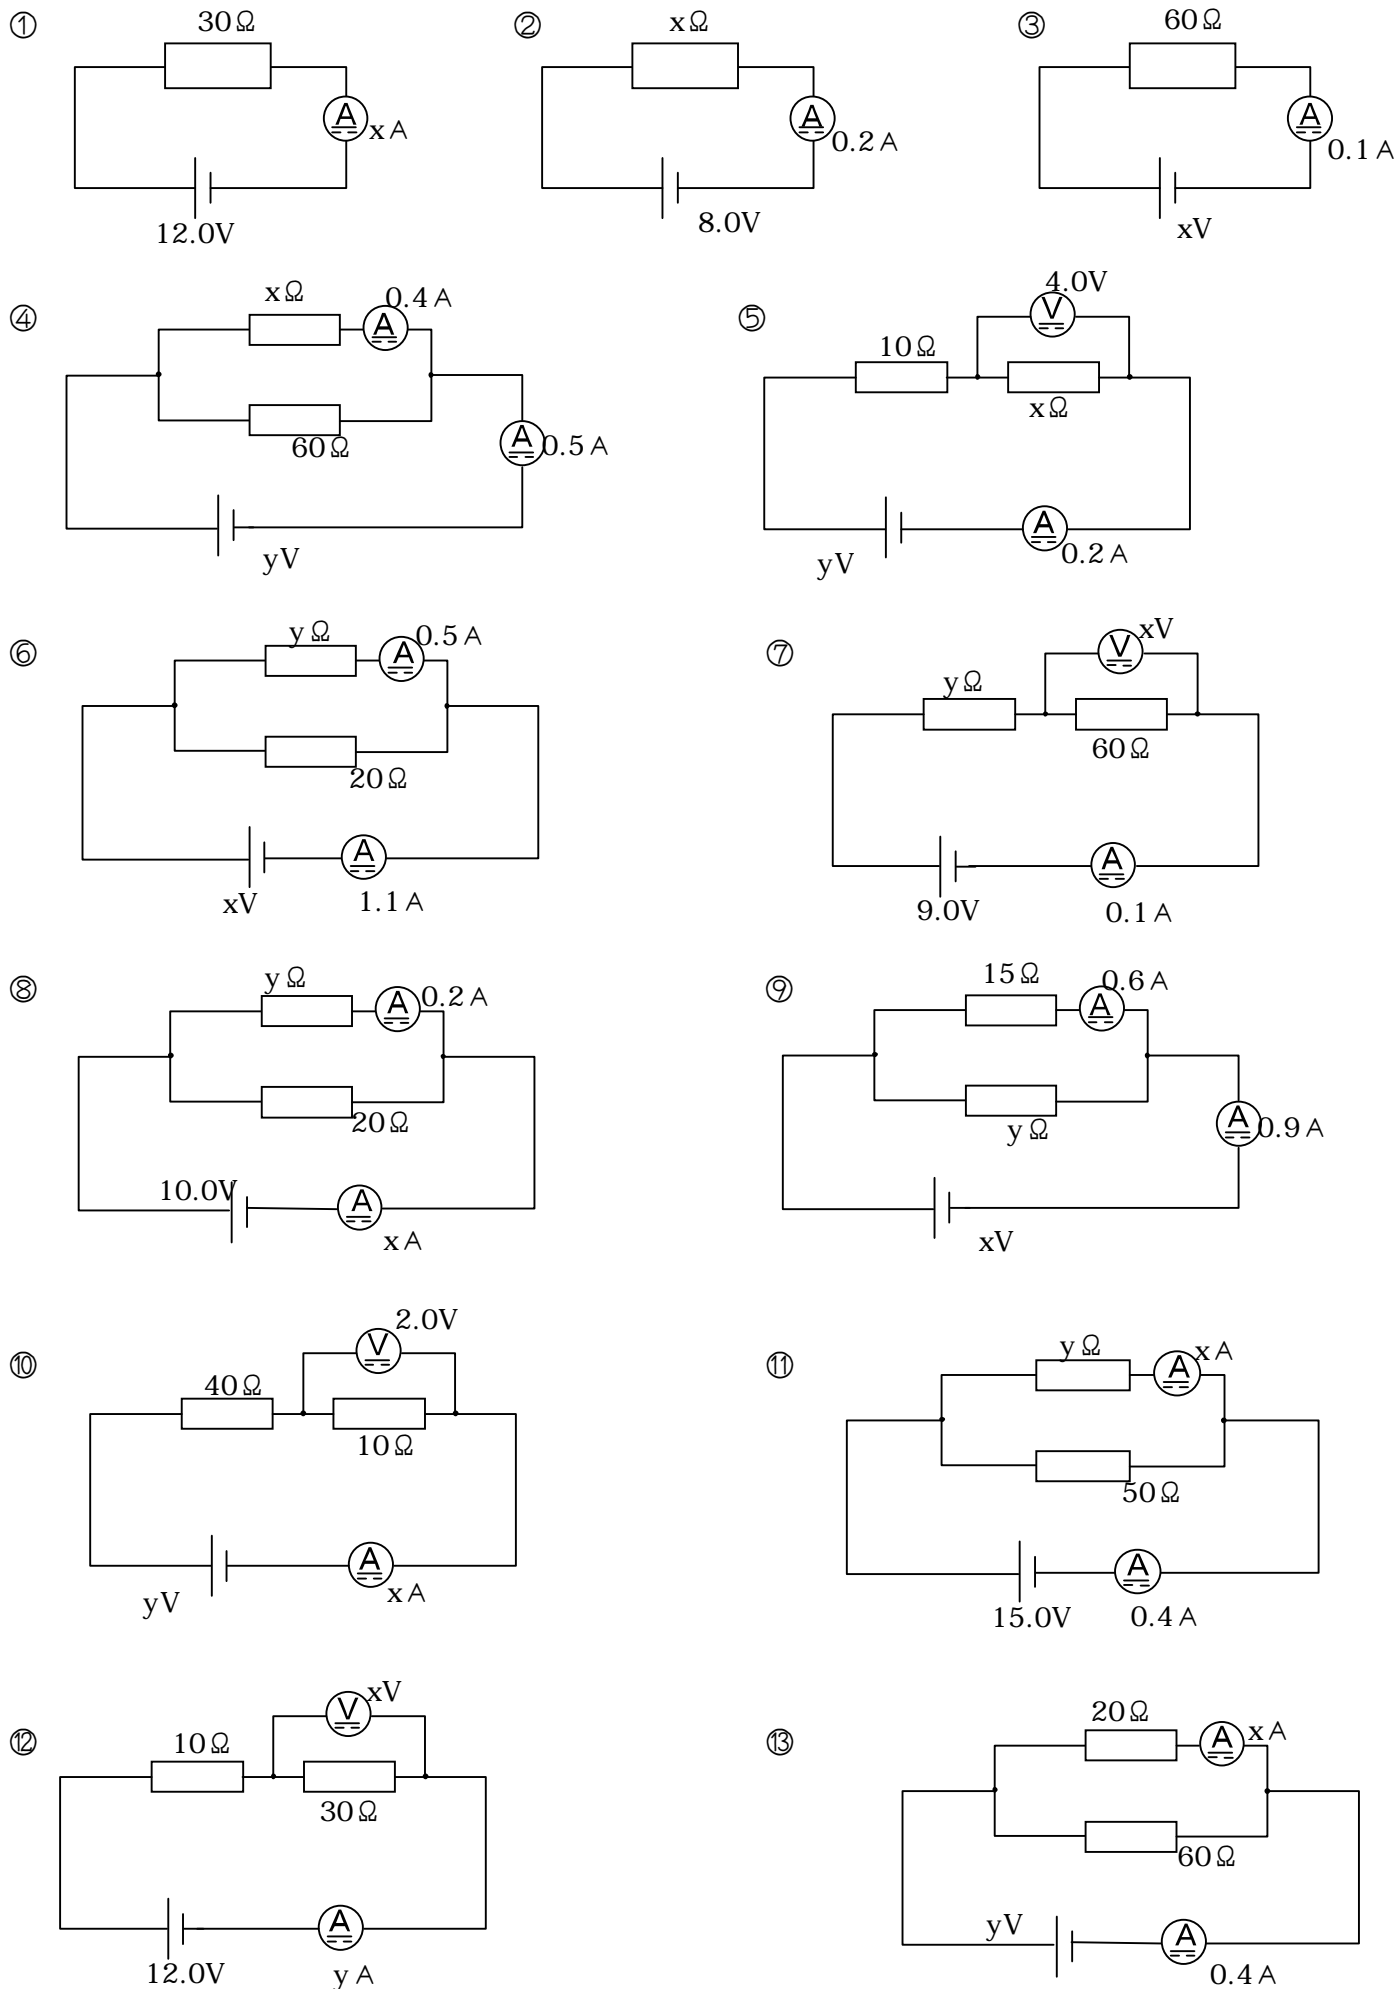 ① 30Ω
A
xA
12.0V
② xΩ
A
0.2A
8.0V
③ 60Ω
A
0.1A
xV
④ xΩ
0.4A
A
60Ω
A
0.5A
yV
⑤ 4.0V
V
10Ω
xΩ
A
0.2A
yV
⑥ yΩ
0.5A
A
20Ω
A
xV
1.1A
⑦ xV
V
yΩ
60Ω
A
9.0V
0.1A
⑧ yΩ
0.2A
A
20Ω
10.0V
A
xA
⑨ 15Ω
0.6A
A
yΩ
A
0.9A
xV
⑩ 2.0V
V
40Ω
10Ω
A
yV
xA
⑪ yΩ
xA
A
50Ω
A
15.0V
0.4A
⑫ xV
V
10Ω
30Ω
A
12.0V
yA
⑬ 20Ω
xA
A
60Ω
yV
A
0.4A